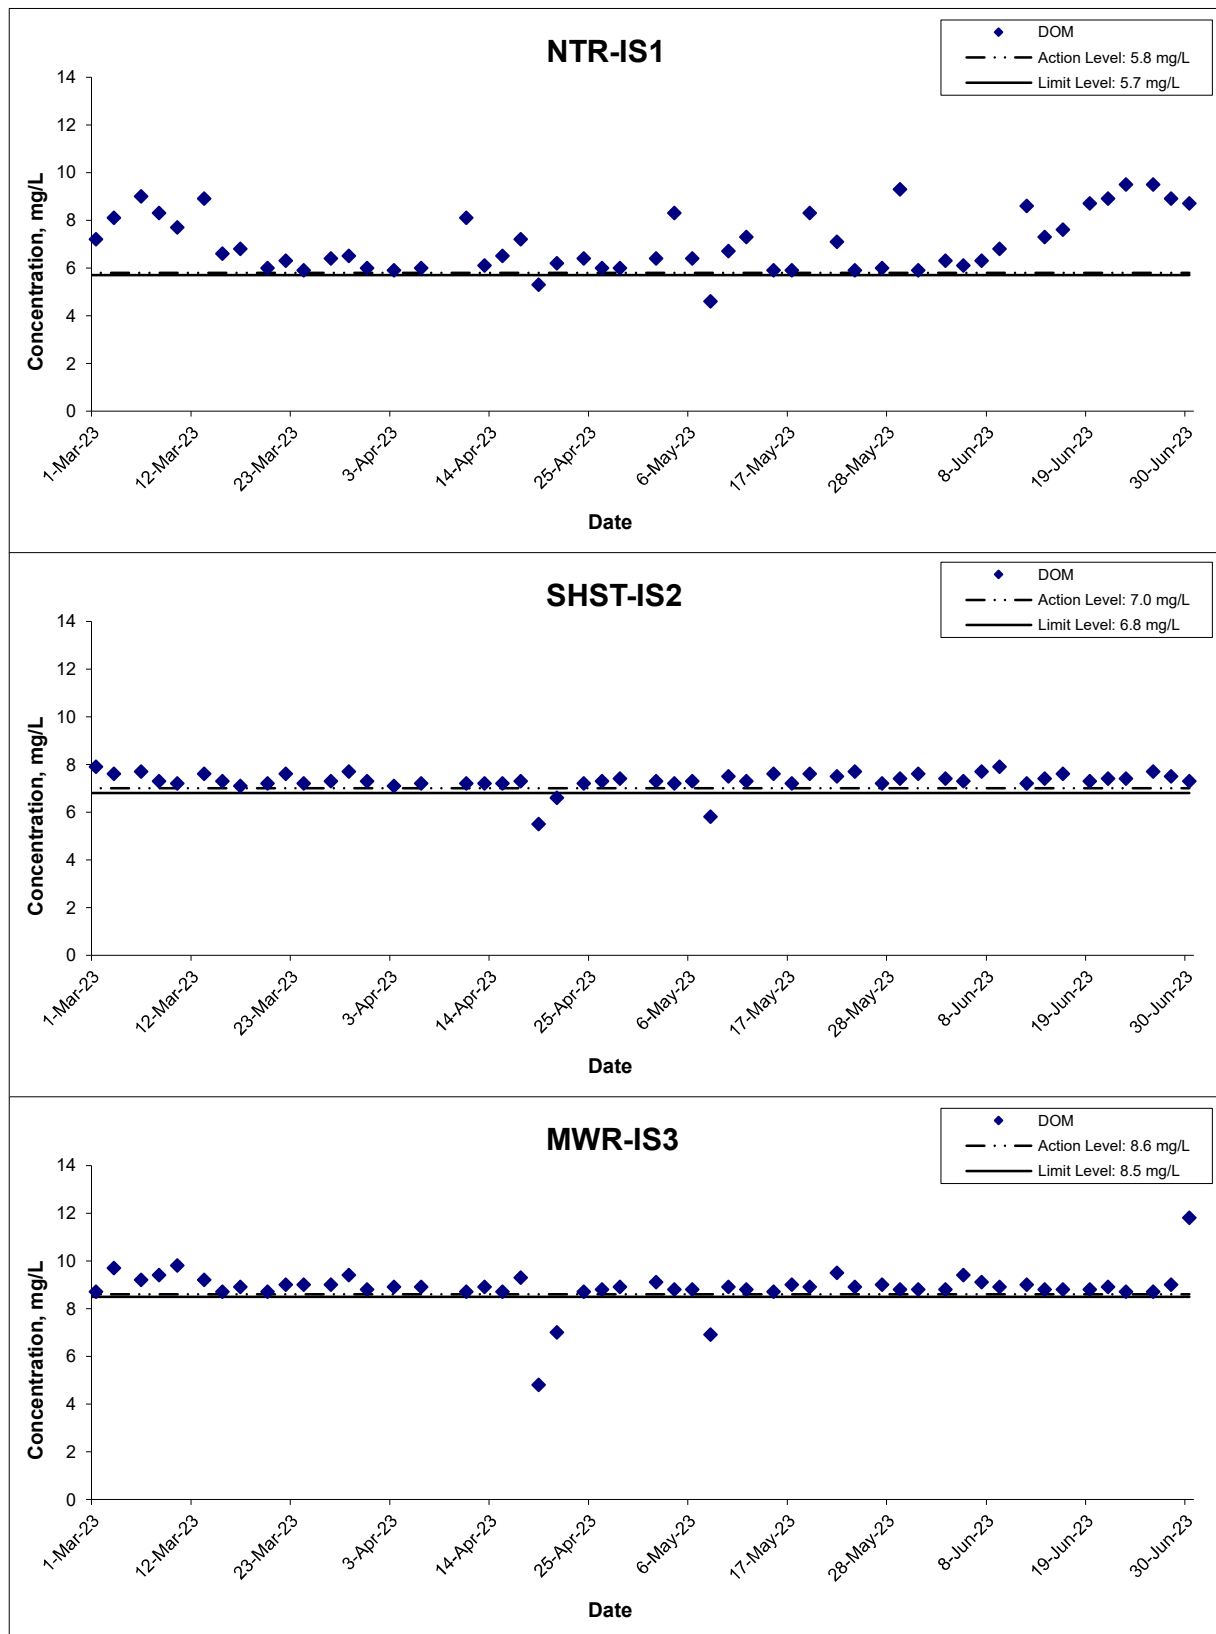 NTR-IS1
DOM
Action Level: 5.8 mg/L
Limit Level: 5.7 mg/L
Concentration, mg/L
14
12
10
8
6
4
2
0
1-Mar-23
12-Mar-23
23-Mar-23
3-Apr-23
14-Apr-23
25-Apr-23
6-May-23
17-May-23
28-May-23
8-Jun-23
19-Jun-23
30-Jun-23
Date
SHST-IS2
DOM
Action Level: 7.0 mg/L
Limit Level: 6.8 mg/L
Concentration, mg/L
14
12
10
8
6
4
2
0
1-Mar-23
12-Mar-23
23-Mar-23
3-Apr-23
14-Apr-23
25-Apr-23
6-May-23
17-May-23
28-May-23
8-Jun-23
19-Jun-23
30-Jun-23
Date
MWR-IS3
DOM
Action Level: 8.6 mg/L
Limit Level: 8.5 mg/L
Concentration, mg/L
14
12
10
8
6
4
2
0
1-Mar-23
12-Mar-23
23-Mar-23
3-Apr-23
14-Apr-23
25-Apr-23
6-May-23
17-May-23
28-May-23
8-Jun-23
19-Jun-23
30-Jun-23
Date